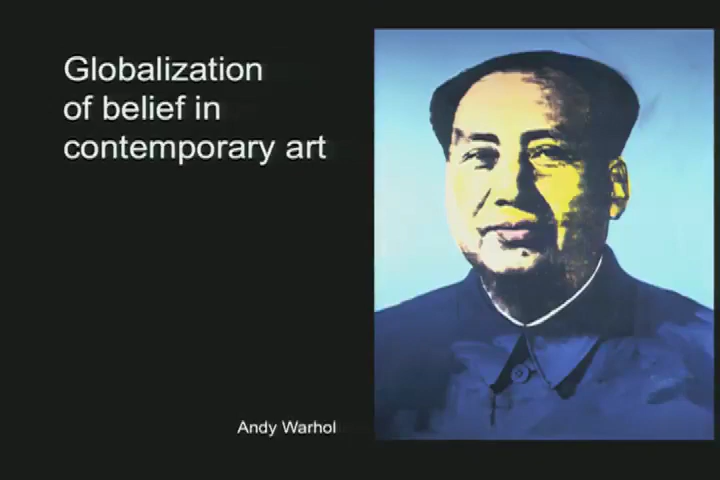 Globalization
of belief in
contemporary art
Andy Warhol